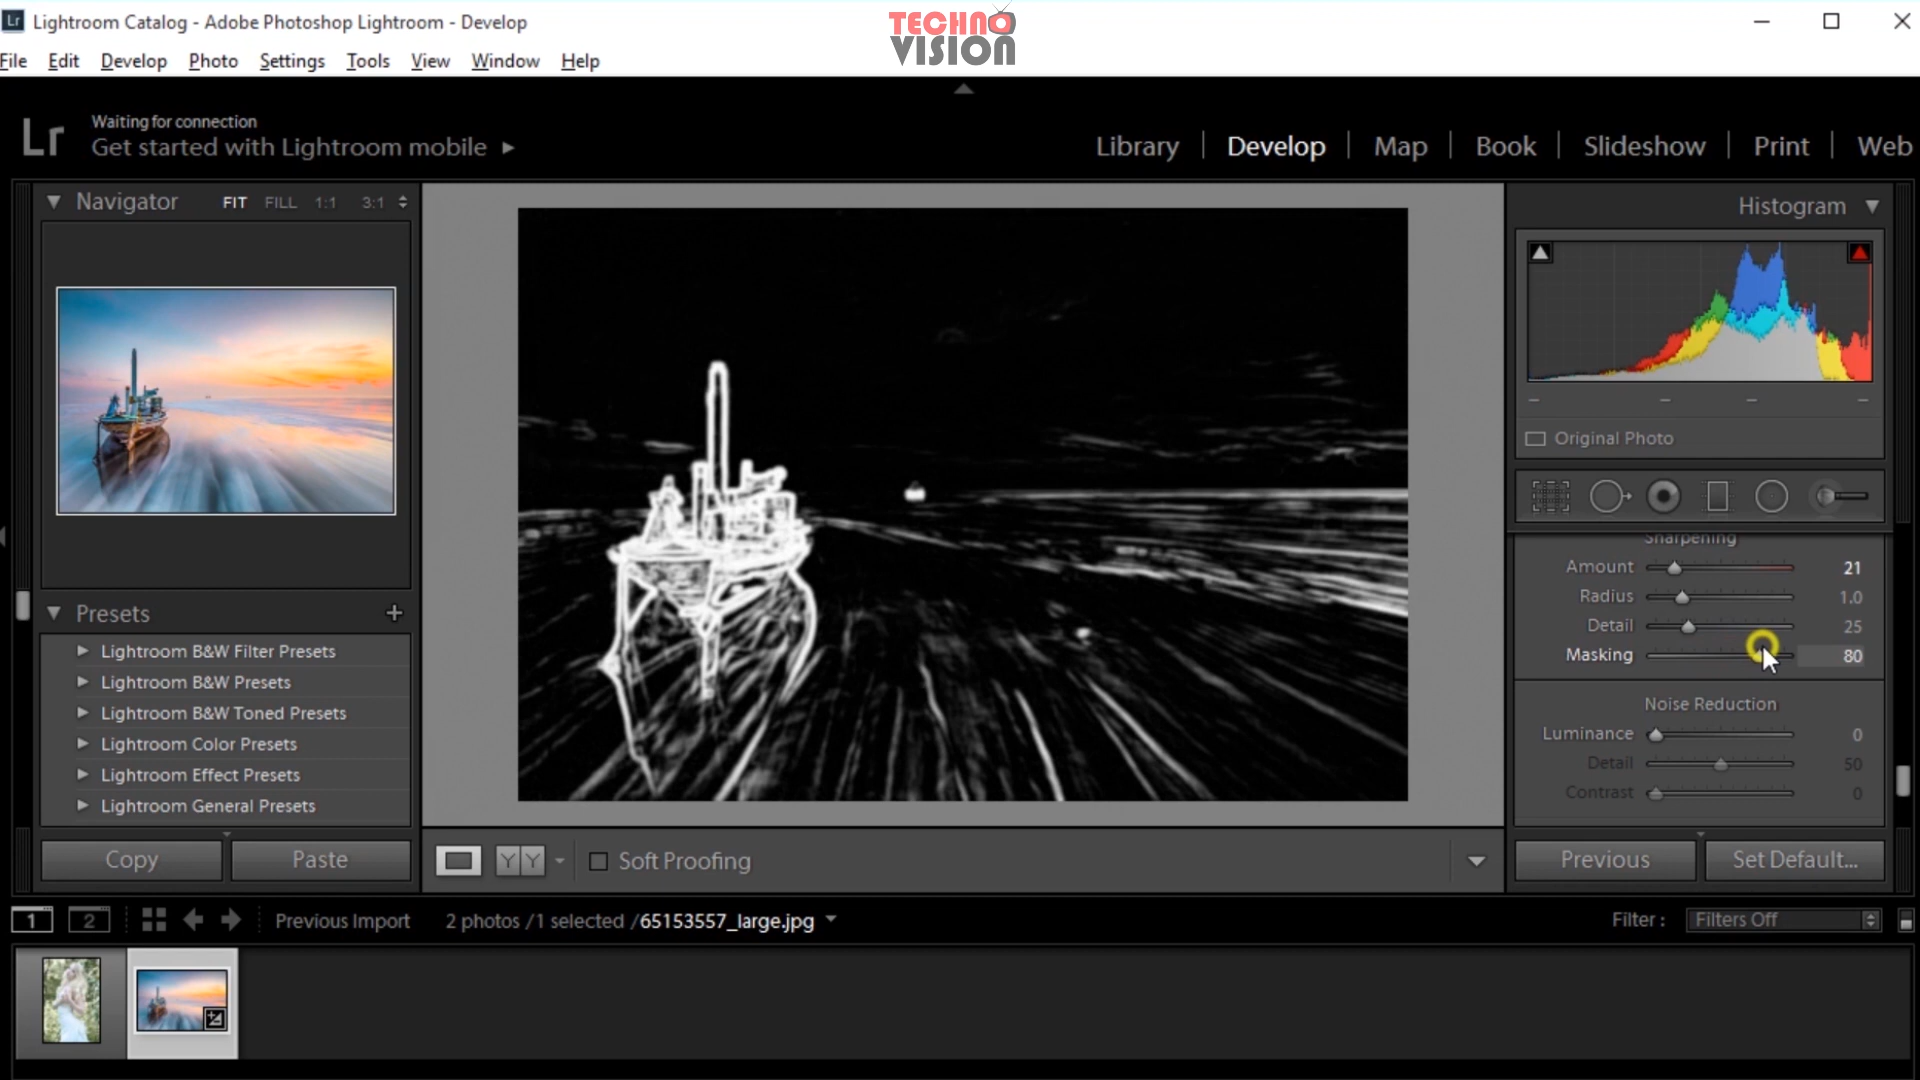 Lr Lightroom Catalog - Adobe Photoshop Lightroom - Develop
TECHNO
VISION
File Edit Develop Photo Settings Tools View Window Help
Lr
Waiting for connection
Get started with Lightroom mobile
Library Develop Map Book Slideshow Print Web
Navigator FIT FILL 1:1 3:1
Histogram
Original Photo
Sharpening
Amount 21
Radius 1.0
Detail 25
Masking 80
Noise Reduction
Luminance 0
Detail 50
Contrast 0
Presets +
Lightroom B&W Filter Presets
Lightroom B&W Presets
Lightroom B&W Toned Presets
Lightroom Color Presets
Lightroom Effect Presets
Lightroom General Presets
Copy Paste
YY Soft Proofing
Previous Set Default...
1 2 Previous Import 2 photos /1 selected /65153557_large.jpg Filter : Filters Off